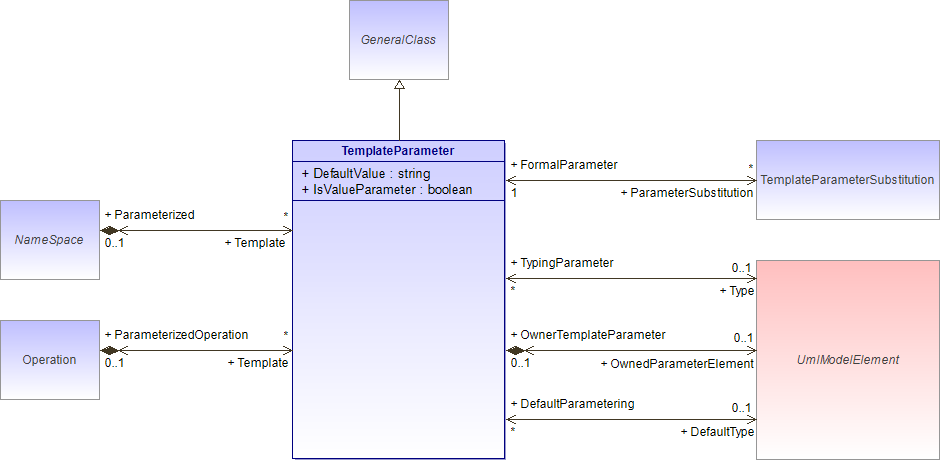 GeneralClass
TemplateParameter
+ DefaultValue : string
+ IsValueParameter : boolean
+ FormalParameter
*
1
+ ParameterSubstitution
TemplateParameterSubstitution
+ Parameterized
*
NameSpace
0..1
+ Template
+ TypingParameter
0..1
*
+ Type
+ ParameterizedOperation
*
Operation
0..1
+ Template
+ OwnerTemplateParameter
0..1
0..1
+ OwnedParameterElement
UmlModelElement
+ DefaultParametering
0..1
*
+ DefaultType